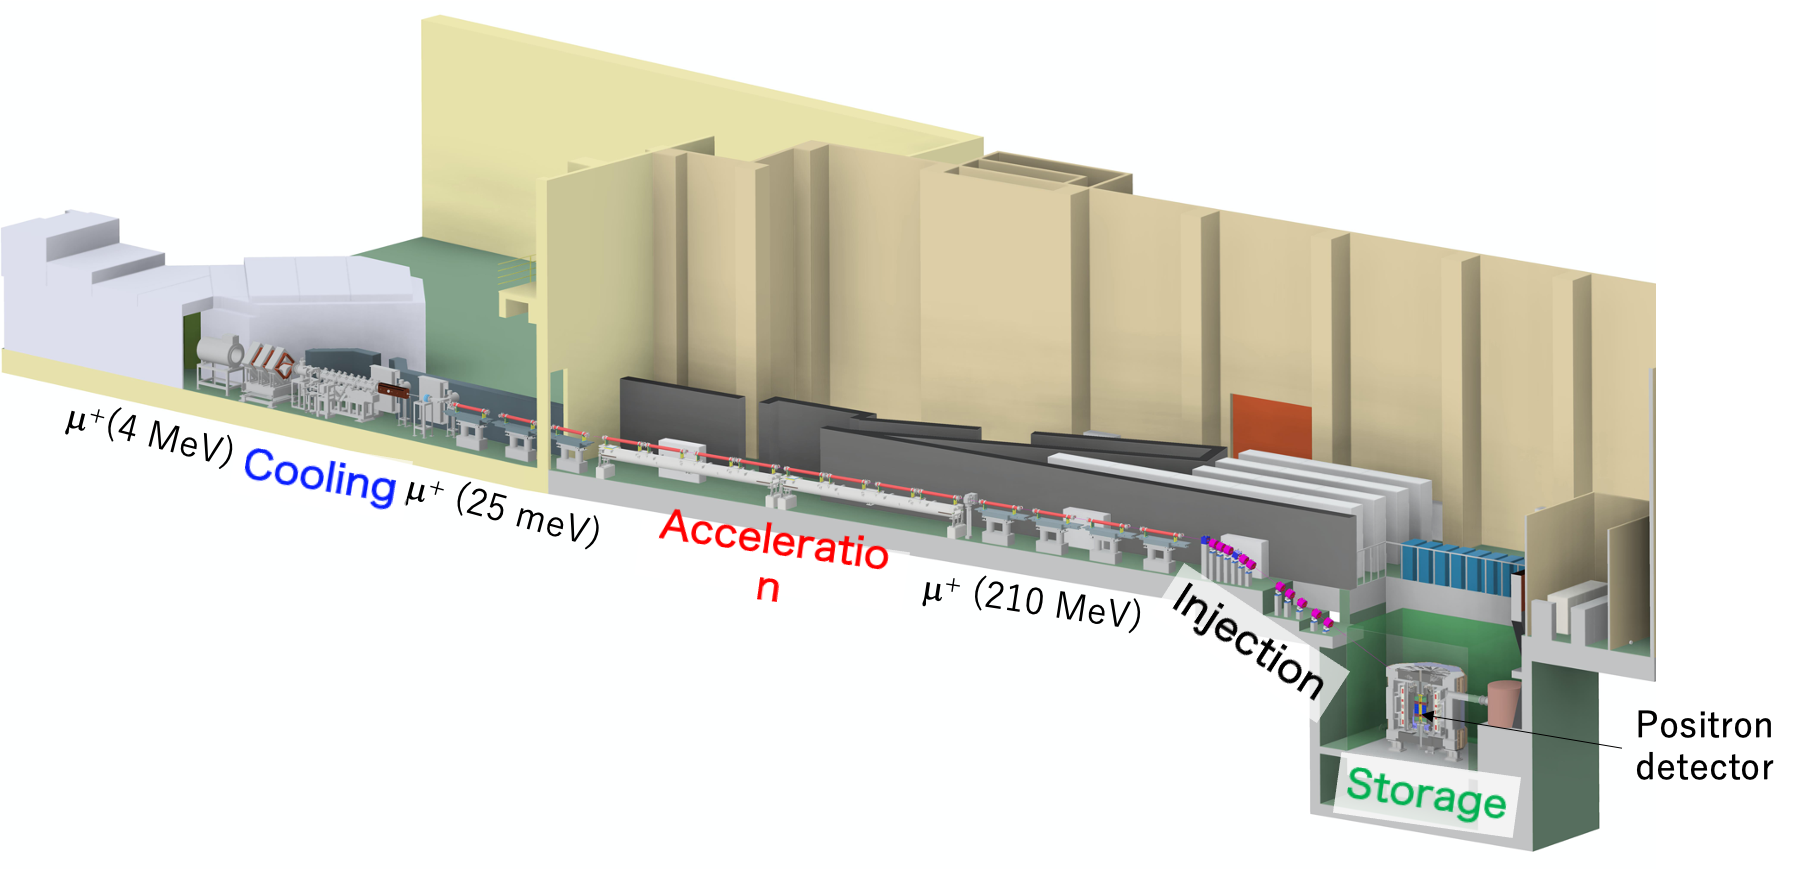 μ⁺(4 MeV)
Cooling
μ⁺ (25 meV)
Acceleratio
n
μ⁺ (210 MeV)
Injection
Storage
Positron
detector